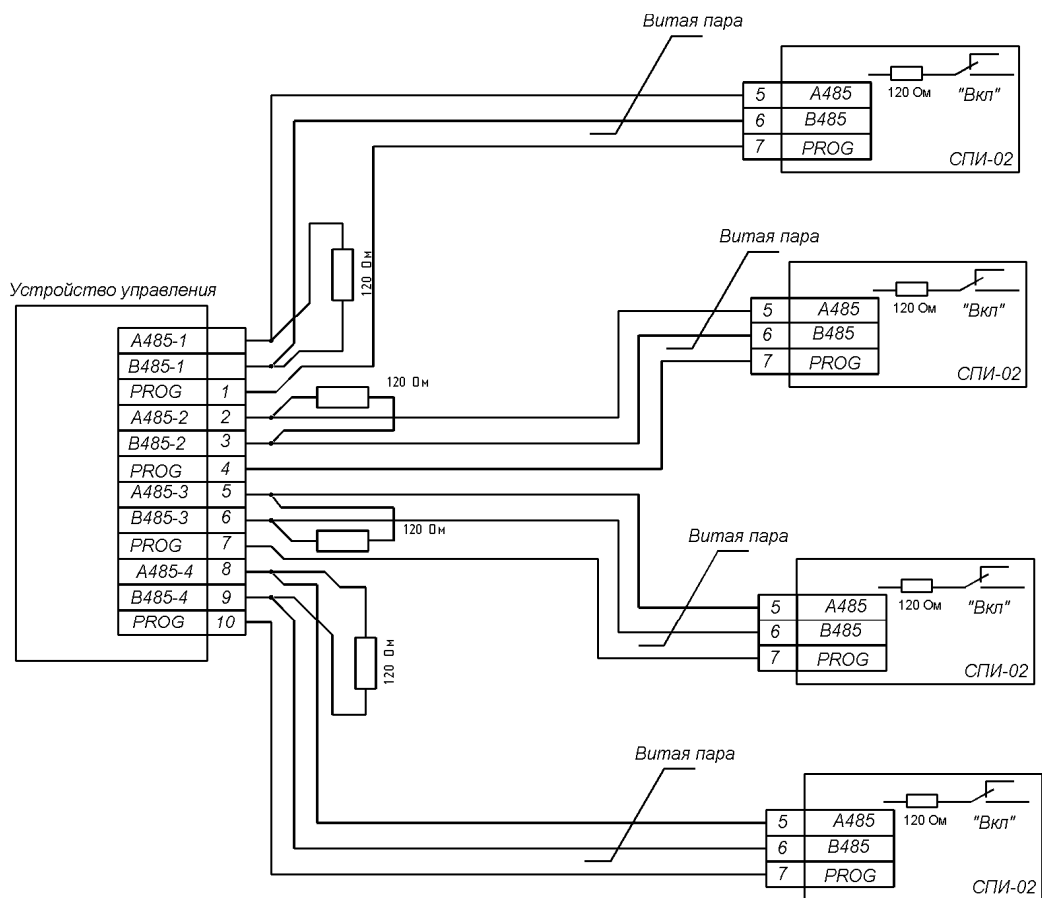 Витая пара
5 A485
6 B485
7 PROG
120 Ом "Вкл"
СПИ-02
Витая пара
5 A485
6 B485
7 PROG
120 Ом "Вкл"
СПИ-02
Устройство управления
A485-1
B485-1
PROG 1
A485-2 2
B485-2 3
PROG 4
A485-3 5
B485-3 6
PROG 7
A485-4 8
B485-4 9
PROG 10
120 Ом
120 Ом
120 Ом
120 Ом
Витая пара
5 A485
6 B485
7 PROG
120 Ом "Вкл"
СПИ-02
Витая пара
5 A485
6 B485
7 PROG
120 Ом "Вкл"
СПИ-02